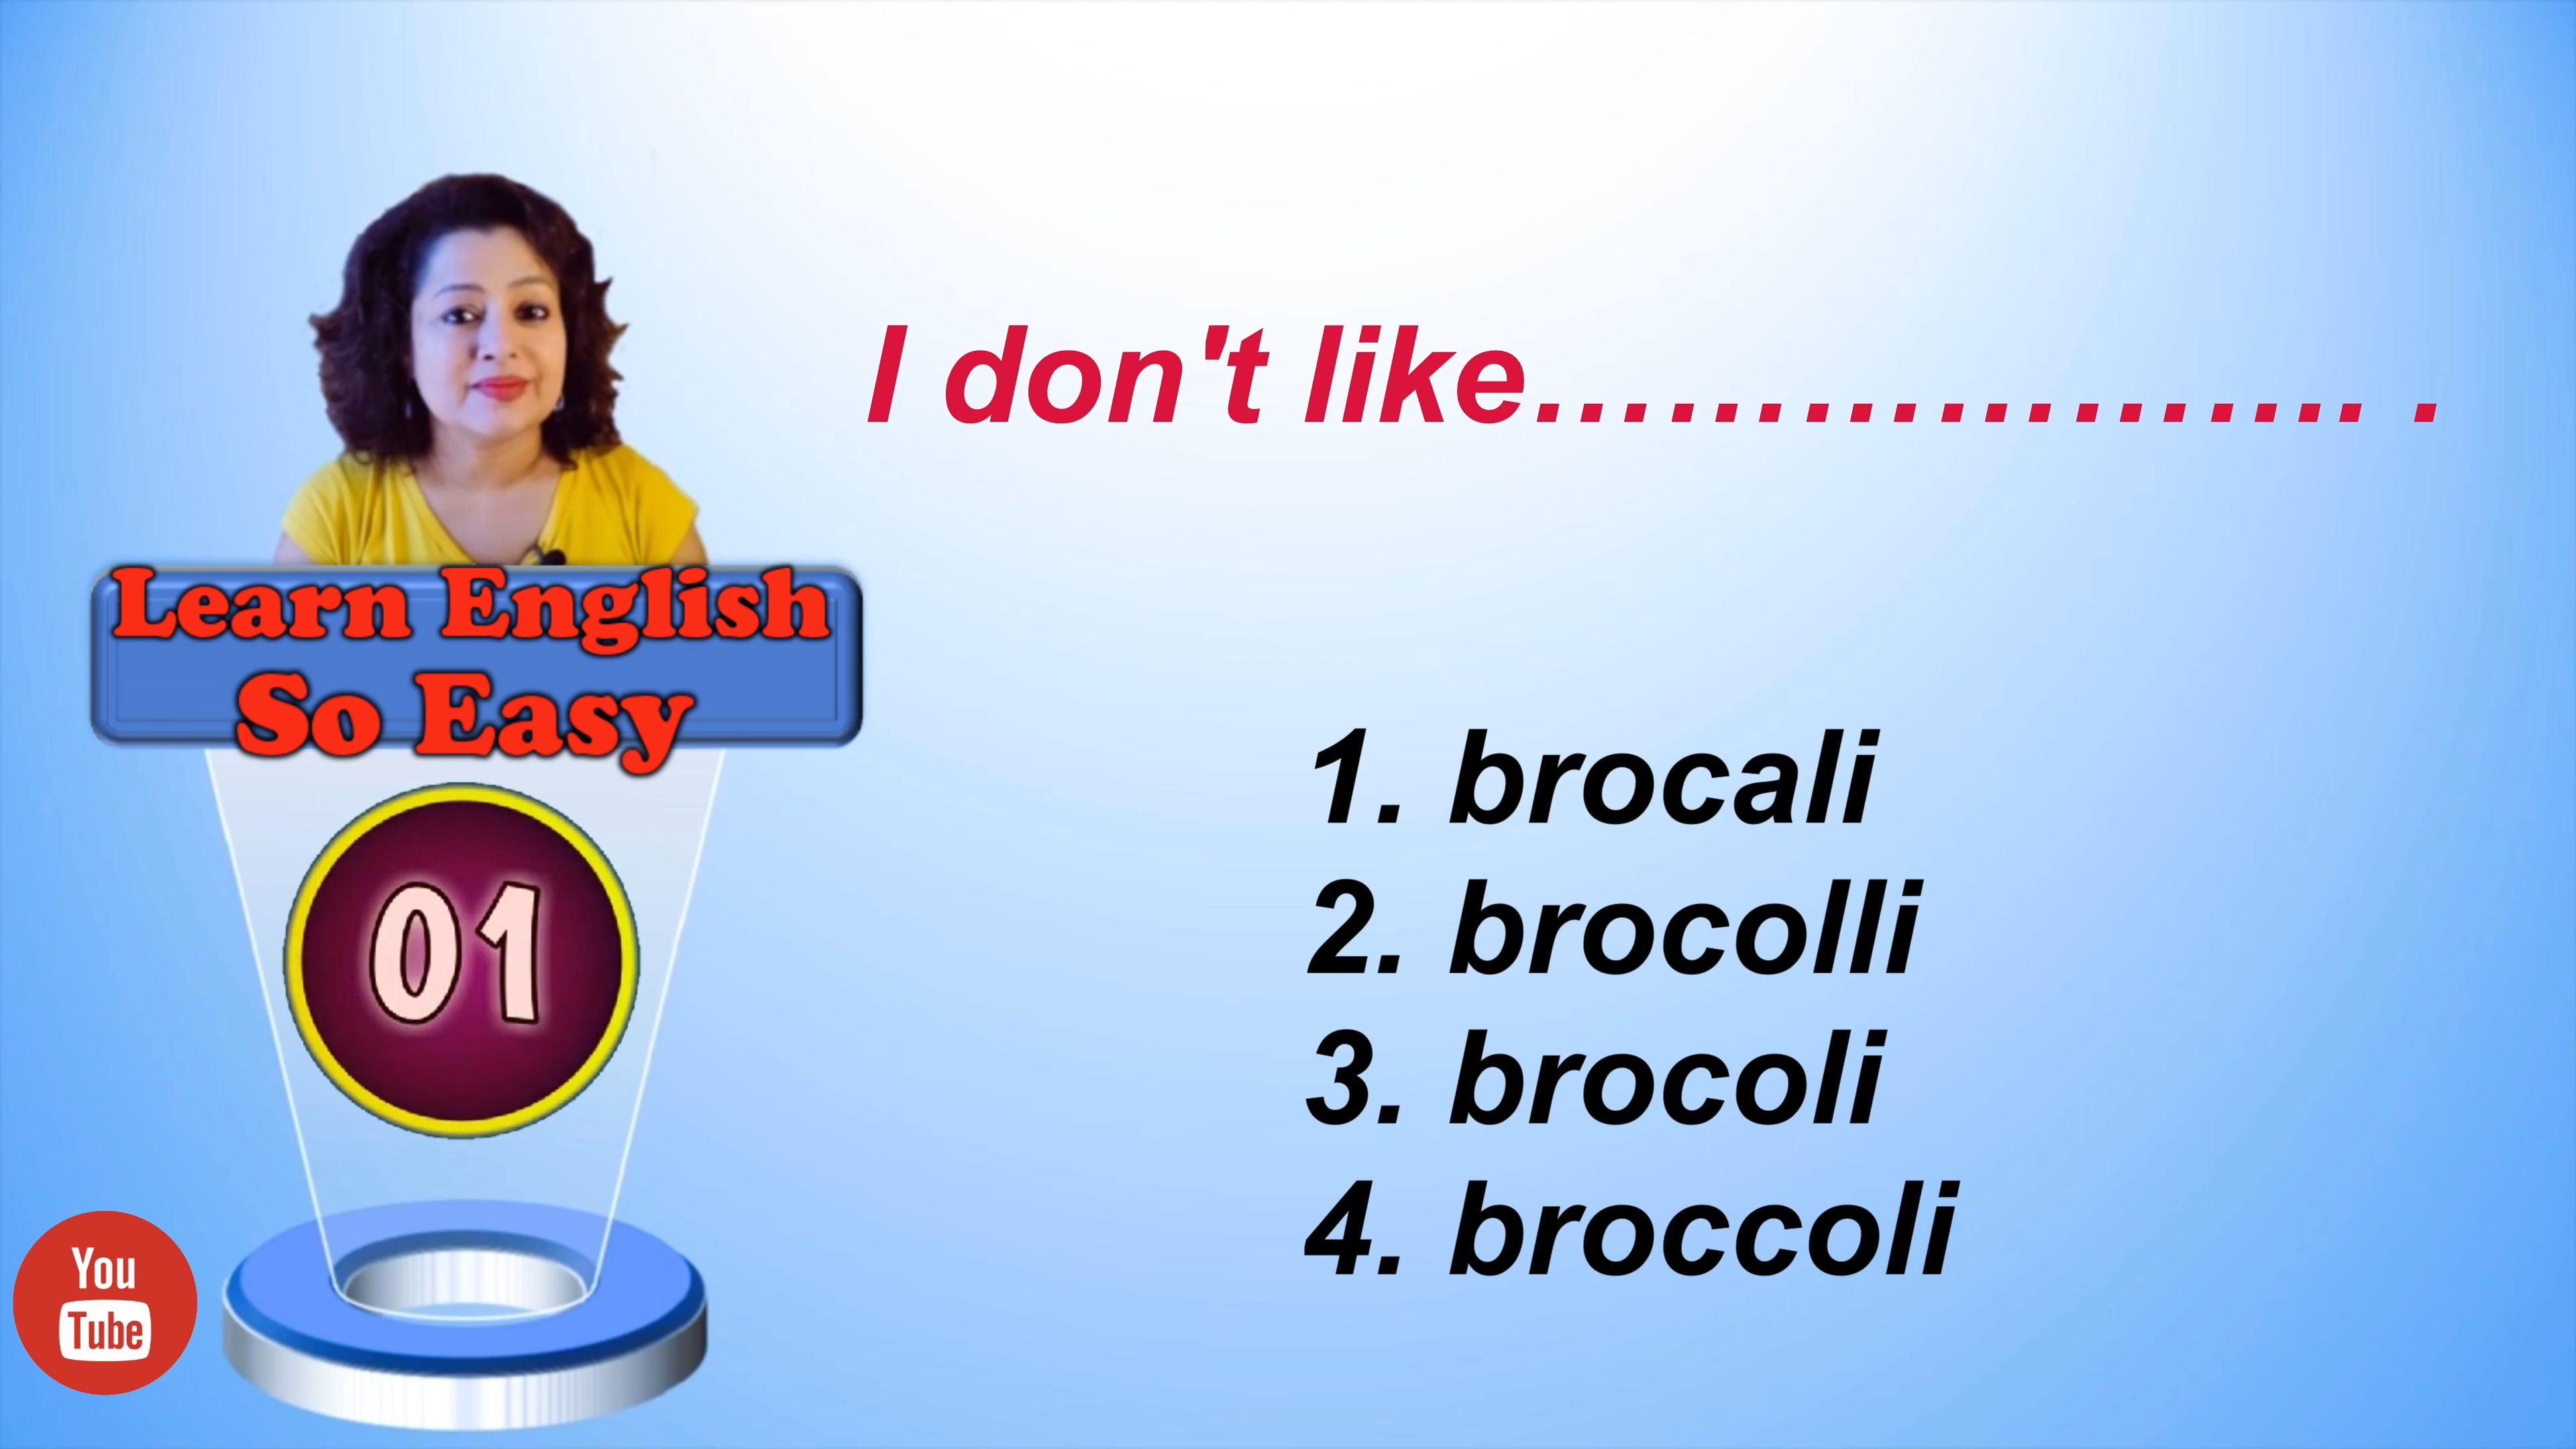 I don't like.................. .
Learn English
So Easy
1. brocali
2. brocolli
3. brocoli
4. broccoli
01
You
Tube